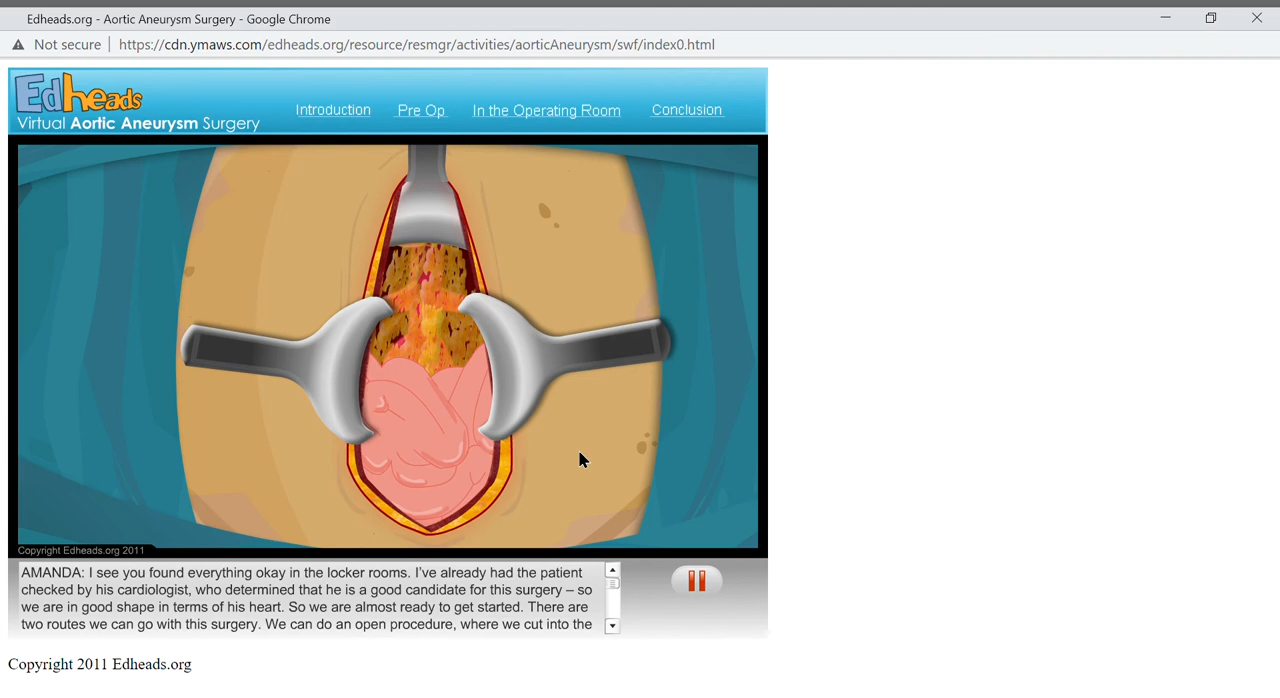 Edheads.org - Aortic Aneurysm Surgery - Google Chrome
Not secure | https://cdn.ymaws.com/edheads.org/resource/resmgr/activities/aorticAneurysm/swf/index0.html
Edheads
Virtual Aortic Aneurysm Surgery
Introduction Pre Op In the Operating Room Conclusion
Copyright Edheads.org 2011
AMANDA: I see you found everything okay in the locker rooms. I've already had the patient
checked by his cardiologist, who determined that he is a good candidate for this surgery – so
we are in good shape in terms of his heart. So we are almost ready to get started. There are
two routes we can go with this surgery. We can do an open procedure, where we cut into the
Copyright 2011 Edheads.org